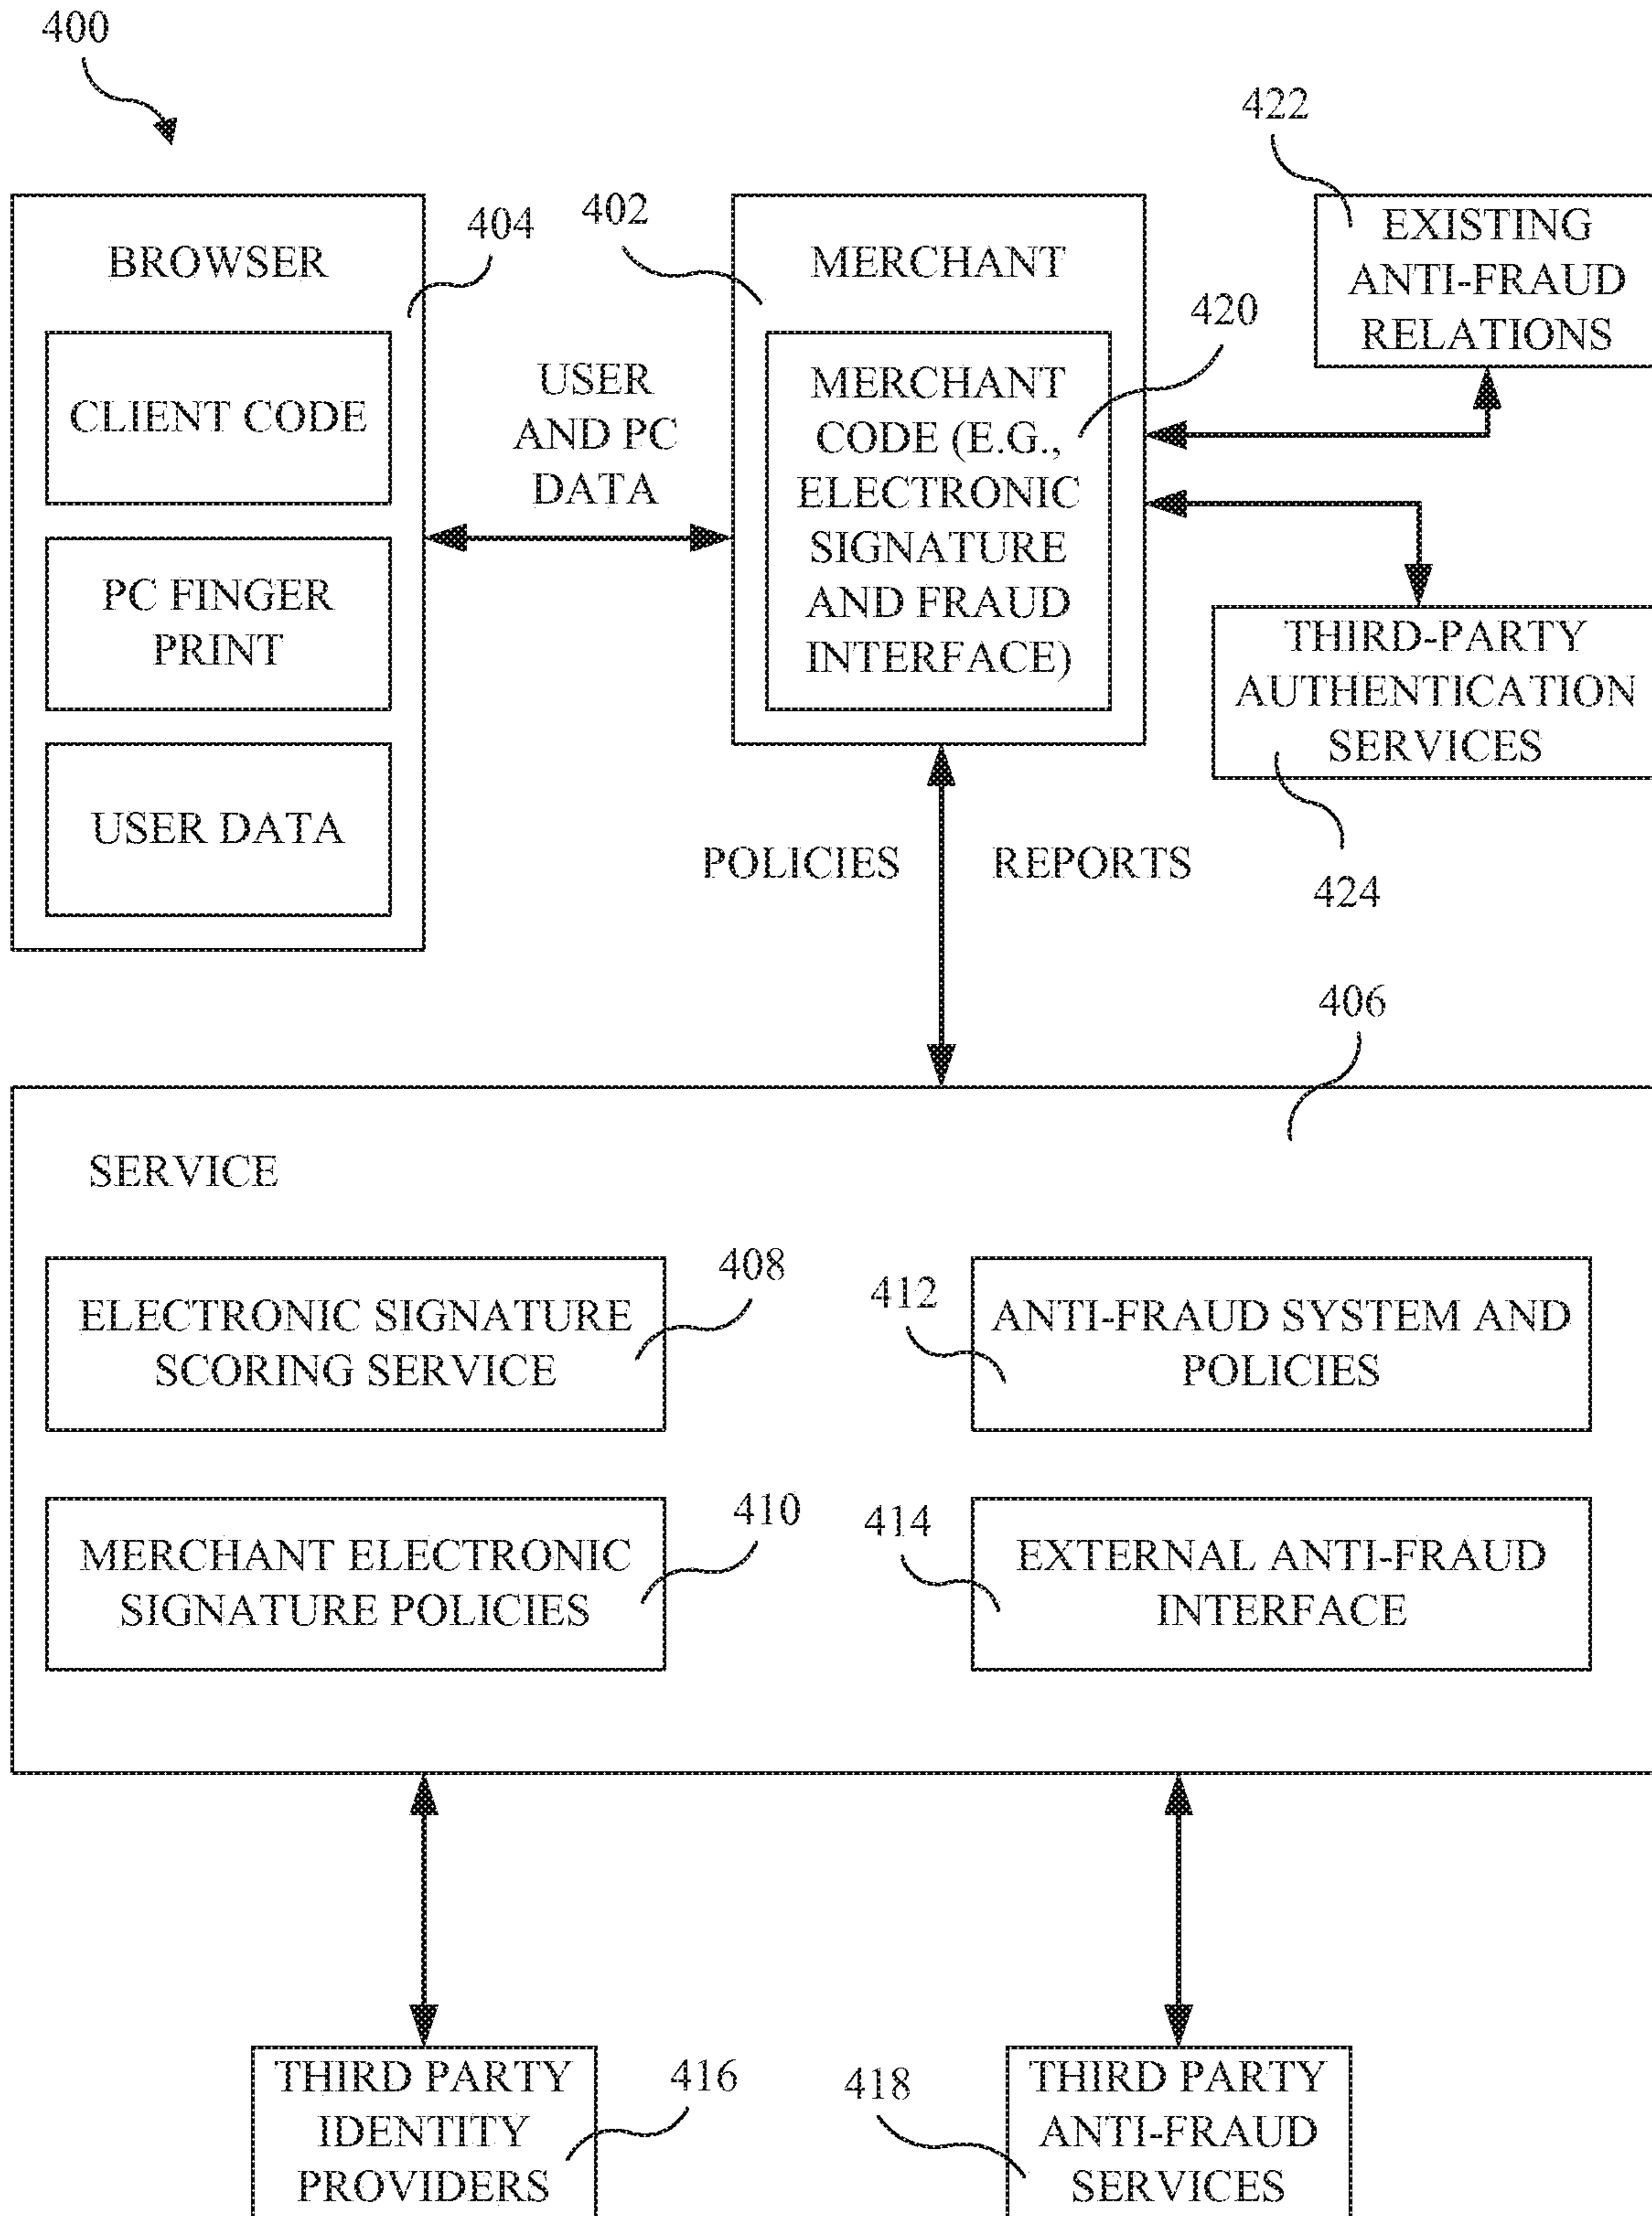 400
422
BROWSER
404
CLIENT CODE
PC FINGER
PRINT
USER DATA
USER
AND PC
DATA
402
MERCHANT
420
MERCHANT
CODE (E.G.,
ELECTRONIC
SIGNATURE
AND FRAUD
INTERFACE)
EXISTING
ANTI-FRAUD
RELATIONS
THIRD-PARTY
AUTHENTICATION
SERVICES
424
POLICIES
REPORTS
406
SERVICE
ELECTRONIC SIGNATURE
SCORING SERVICE
408
412
ANTI-FRAUD SYSTEM AND
POLICIES
MERCHANT ELECTRONIC
SIGNATURE POLICIES
410
414
EXTERNAL ANTI-FRAUD
INTERFACE
THIRD PARTY
IDENTITY
PROVIDERS
416
418
THIRD PARTY
ANTI-FRAUD
SERVICES